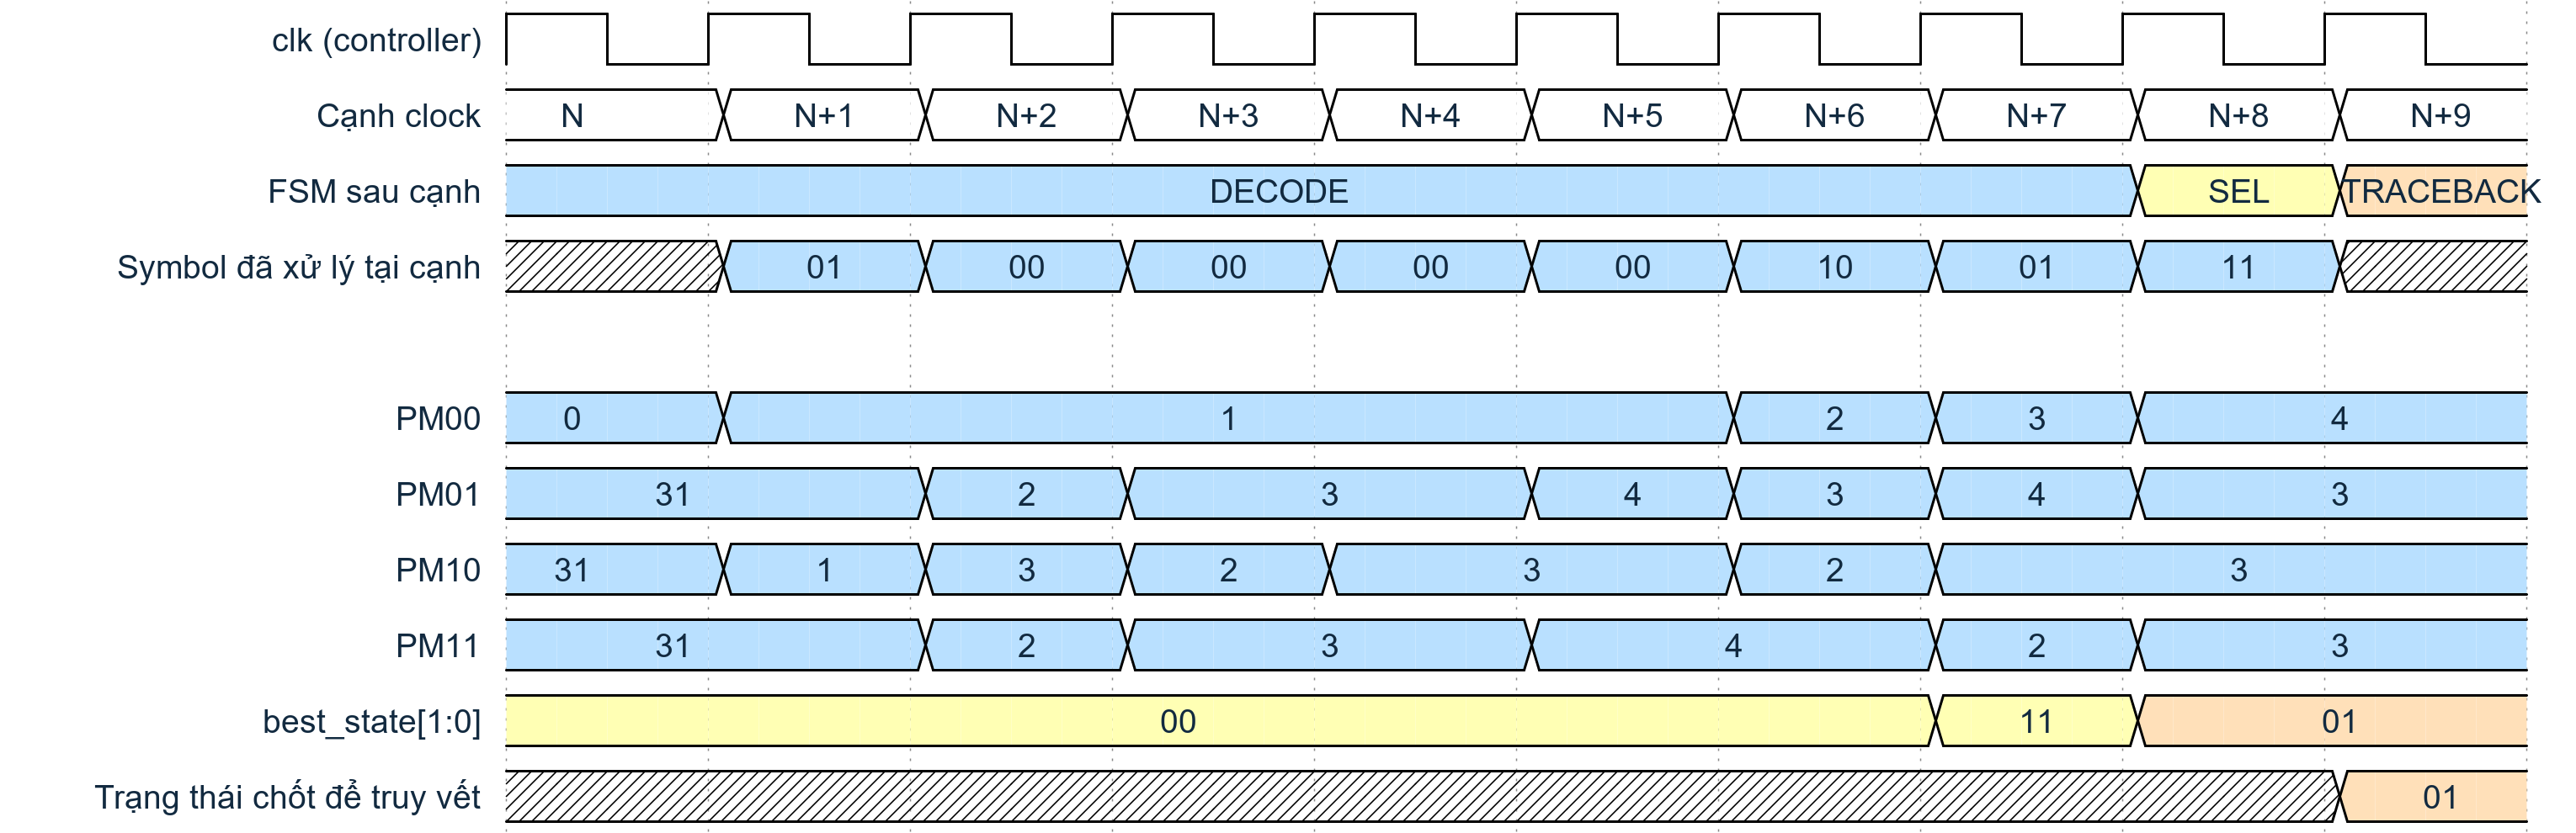 clk (controller)
Cạnh clock N N+1 N+2 N+3 N+4 N+5 N+6 N+7 N+8 N+9
FSM sau cạnh DECODE SEL TRACEBACK
Symbol đã xử lý tại cạnh 01 00 00 00 00 10 01 11
PM00 0 1 2 3 4
PM01 31 2 3 4 3 4 3
PM10 31 1 3 2 3 2 3
PM11 31 2 3 4 2 3
best_state[1:0] 00 11 01
Trạng thái chốt để truy vết 01